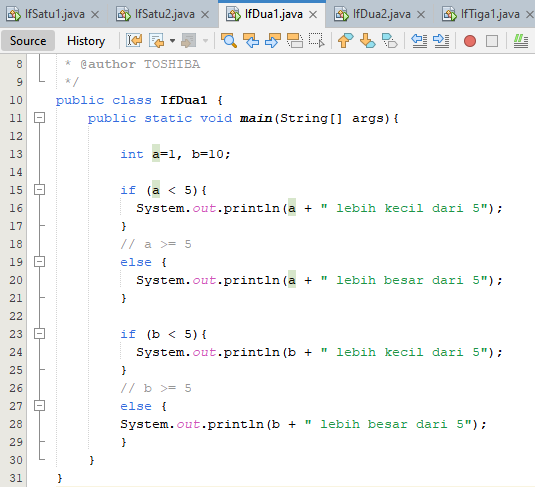 IfSatu1.java IfSatu2.java IfDua1.java IfDua2.java IfTiga1.java
Source History
8 * @author TOSHIBA
9 */
10 public class IfDua1 {
11 public static void main(String[] args){
12
13 int a=1, b=10;
14
15 if (a < 5){
16 System.out.println(a + " lebih kecil dari 5");
17 }
18 // a >= 5
19 else {
20 System.out.println(a + " lebih besar dari 5");
21 }
22
23 if (b < 5){
24 System.out.println(b + " lebih kecil dari 5");
25 }
26 // b >= 5
27 else {
28 System.out.println(b + " lebih besar dari 5");
29 }
30 }
31 }